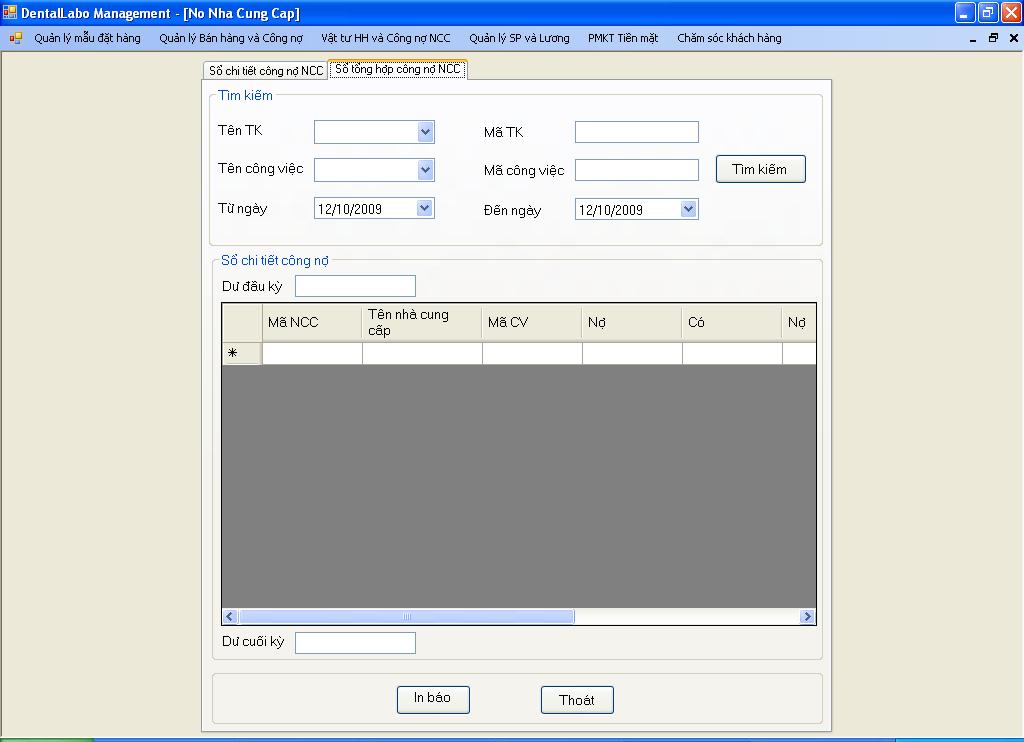 DentalLabo Management - [No Nha Cung Cap]
Quản lý mẫu đặt hàng Quản lý Bán hàng và Công nợ Vật tư HH và Công nợ NCC Quản lý SP và Lương PMKT Tiền mặt Chăm sóc khách hàng
Sổ chi tiết công nợ NCC Sổ tổng hợp công nợ NCC
Tìm kiếm
Tên TK Mã TK
Tên công việc Mã công việc Tìm kiếm
Từ ngày 12/10/2009 Đến ngày 12/10/2009
Sổ chi tiết công nợ
Dư đầu kỳ
Mã NCC Tên nhà cung cấp Mã CV Nợ Có Nợ
*
Dư cuối kỳ
In báo Thoát